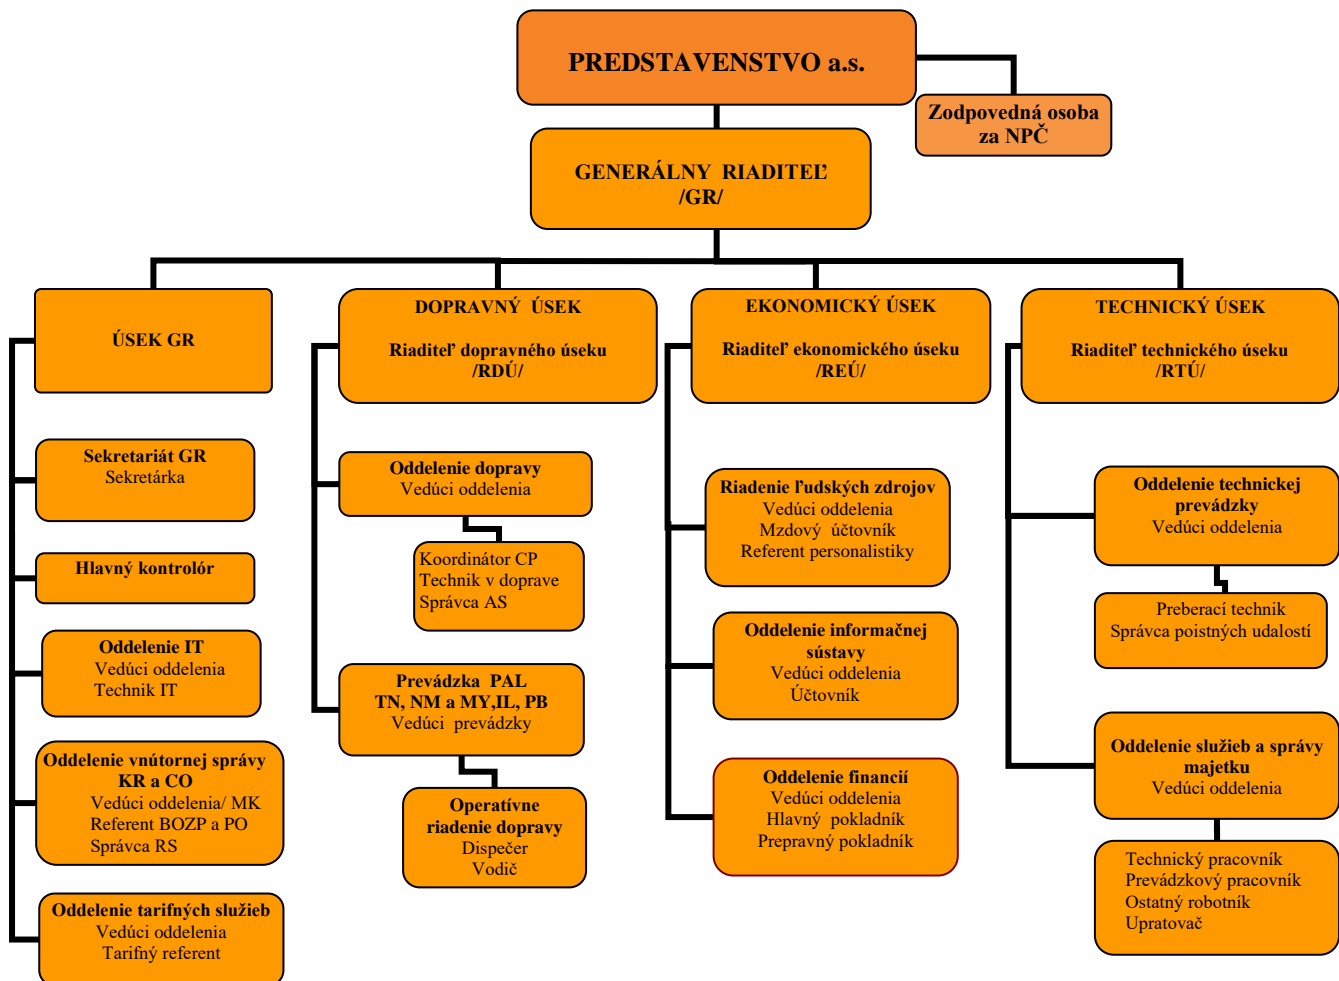 PREDSTAVENSTVO a.s.
Zodpovedná osoba
za NPČ
GENERÁLNY RIADITEĽ
/GR/
ÚSEK GR
Sekretariát GR
Sekretárka
Hlavný kontrolór
Oddelenie IT
Vedúci oddelenia
Technik IT
Oddelenie vnútornej správy
KR a CO
Vedúci oddelenia/ MK
Referent BOZP a PO
Správca RS
Oddelenie tarifných služieb
Vedúci oddelenia
Tarifný referent
DOPRAVNÝ ÚSEK
Riaditeľ dopravného úseku
/RDÚ/
Oddelenie dopravy
Vedúci oddelenia
Koordinátor CP
Technik v doprave
Správca AS
Prevádzka PAL
TN, NM a MY,IL, PB
Vedúci prevádzky
Operatívne
riadenie dopravy
Dispečer
Vodič
EKONOMICKÝ ÚSEK
Riaditeľ ekonomického úseku
/REÚ/
Riadenie ľudských zdrojov
Vedúci oddelenia
Mzdový účtovník
Referent personalistiky
Oddelenie informačnej
sústavy
Vedúci oddelenia
Účtovník
Oddelenie financií
Vedúci oddelenia
Hlavný pokladník
Prepravný pokladník
TECHNICKÝ ÚSEK
Riaditeľ technického úseku
/RTÚ/
Oddelenie technickej
prevádzky
Vedúci oddelenia
Preberací technik
Správca poistných udalostí
Oddelenie služieb a správy
majetku
Vedúci oddelenia
Technický pracovník
Prevádzkový pracovník
Ostatný robotník
Upratovač